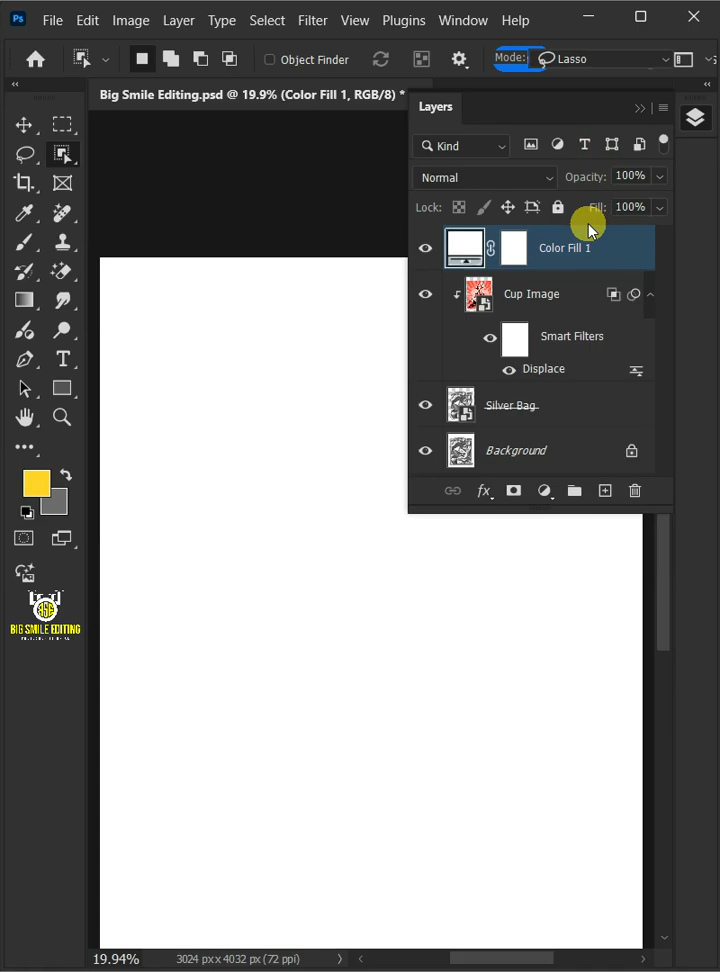 Ps File Edit Image Layer Type Select Filter View Plugins Window Help
Object Finder Mode: Lasso
Big Smile Editing.psd @ 19.9% (Color Fill 1, RGB/8) *
Layers
Kind
Normal Opacity: 100%
Lock: Fill: 100%
Color Fill 1
Cup Image
Smart Filters
Displace
Silver Bag
Background
fx
BSE
BIG SMILE EDITING
19.94% 3024 px x 4032 px (72 ppi)